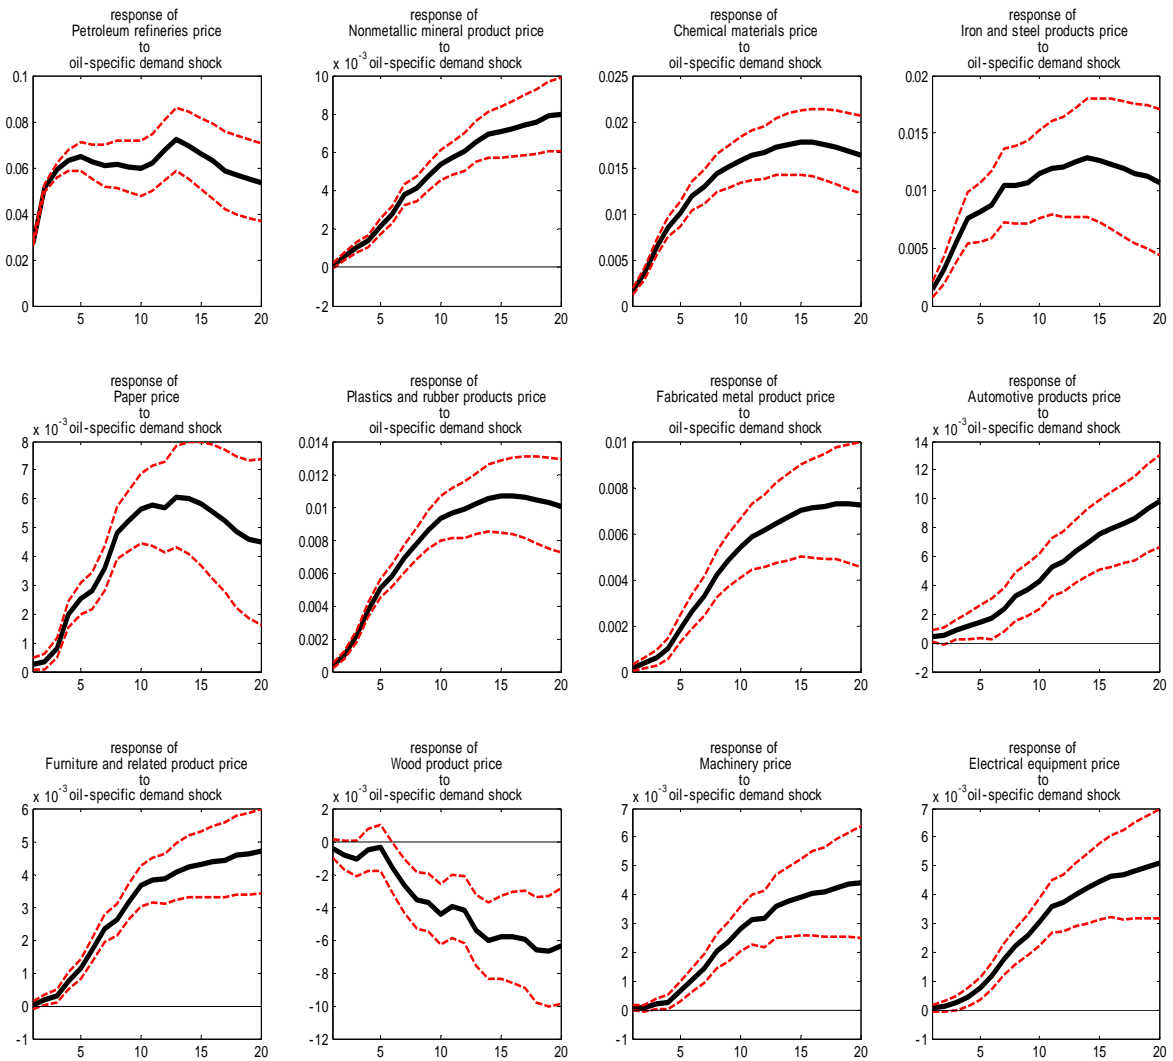 response of
Petroleum refineries price
to
oil-specific demand shock
0.1
0.08
0.06
0.04
0.02
0
5 10 15 20
response of
Nonmetallic mineral product price
to
x 10^-3 oil-specific demand shock
10
8
6
4
2
0
-2
5 10 15 20
response of
Chemical materials price
to
oil-specific demand shock
0.025
0.02
0.015
0.01
0.005
0
5 10 15 20
response of
Iron and steel products price
to
oil-specific demand shock
0.02
0.015
0.01
0.005
0
5 10 15 20
response of
Paper price
to
x 10^-3 oil-specific demand shock
8
7
6
5
4
3
2
1
0
5 10 15 20
response of
Plastics and rubber products price
to
oil-specific demand shock
0.014
0.012
0.01
0.008
0.006
0.004
0.002
0
5 10 15 20
response of
Fabricated metal product price
to
oil-specific demand shock
0.01
0.008
0.006
0.004
0.002
0
5 10 15 20
response of
Automotive products price
to
x 10^-3 oil-specific demand shock
14
12
10
8
6
4
2
0
-2
5 10 15 20
response of
Furniture and related product price
to
x 10^-3 oil-specific demand shock
6
5
4
3
2
1
0
-1
5 10 15 20
response of
Wood product price
to
x 10^-3 oil-specific demand shock
2
0
-2
-4
-6
-8
-10
-12
5 10 15 20
response of
Machinery price
to
x 10^-3 oil-specific demand shock
7
6
5
4
3
2
1
0
-1
5 10 15 20
response of
Electrical equipment price
to
x 10^-3 oil-specific demand shock
7
6
5
4
3
2
1
0
-1
5 10 15 20